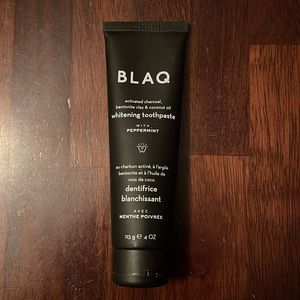 BLAQ
activated charcoal,
bentonite clay & coconut oil
whitening toothpaste
WITH
PEPPERMINT
au charbon activé, à l'argile
bentonite et à l'huile de
noix de coco
dentifrice
blanchissant
AVEC
MENTHE POIVRÉE
113 g ℮ 4 OZ